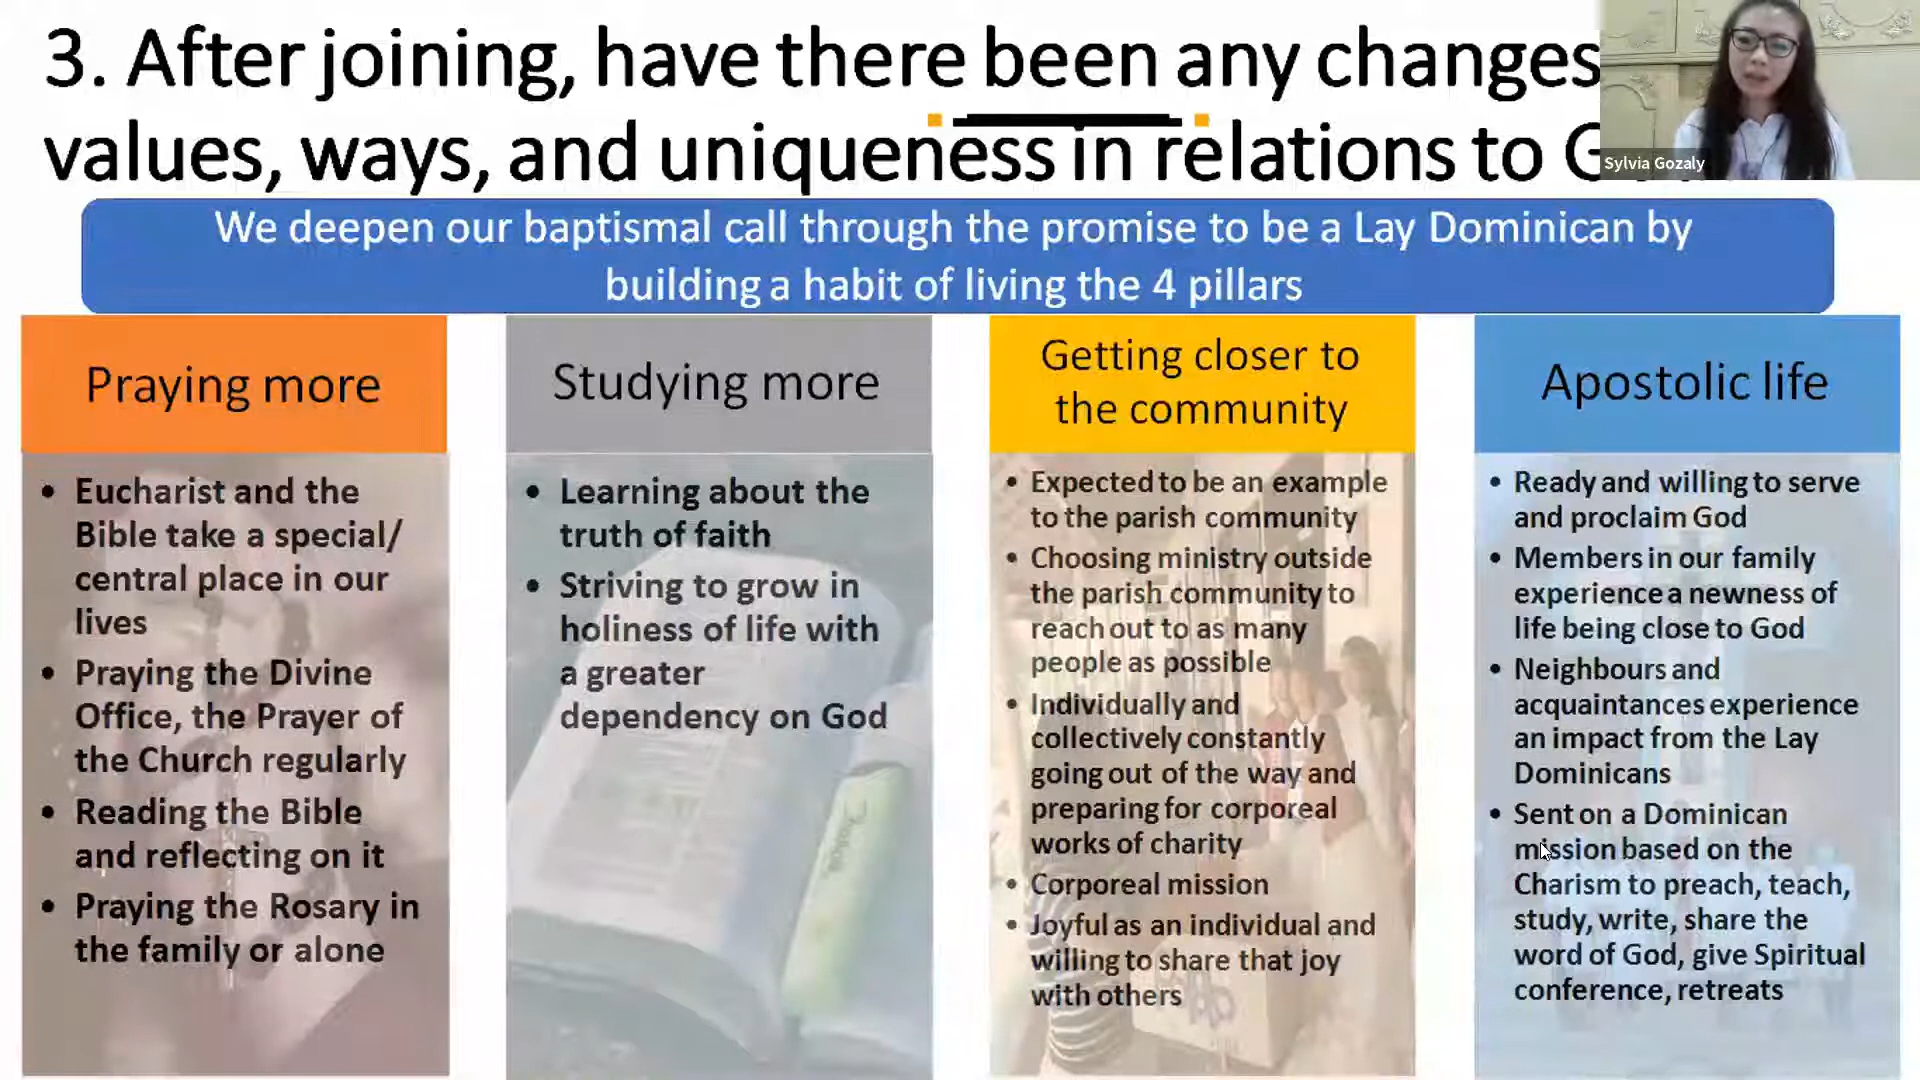 3. After joining, have there been any changes
values, ways, and uniqueness in relations to G
Sylvia Gozaly
We deepen our baptismal call through the promise to be a Lay Dominican by
building a habit of living the 4 pillars
Praying more
• Eucharist and the
Bible take a special/
central place in our
lives
• Praying the Divine
Office, the Prayer of
the Church regularly
• Reading the Bible
and reflecting on it
• Praying the Rosary in
the family or alone
Studying more
• Learning about the
truth of faith
• Striving to grow in
holiness of life with
a greater
dependency on God
Getting closer to
the community
• Expected to be an example
to the parish community
• Choosing ministry outside
the parish community to
reach out to as many
people as possible
• Individually and
collectively constantly
going out of the way and
preparing for corporeal
works of charity
• Corporeal mission
• Joyful as an individual and
willing to share that joy
with others
Apostolic life
• Ready and willing to serve
and proclaim God
• Members in our family
experience a newness of
life being close to God
• Neighbours and
acquaintances experience
an impact from the Lay
Dominicans
• Sent on a Dominican
mission based on the
Charism to preach, teach,
study, write, share the
word of God, give Spiritual
conference, retreats